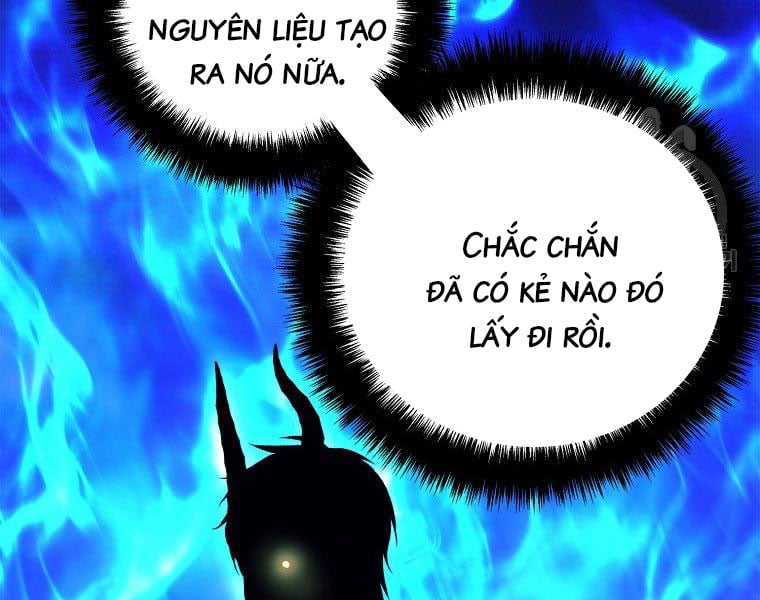 NGUYÊN LIỆU TẠO
RA NÓ NỮA.
CHẮC CHẮN
ĐÃ CÓ KẺ NÀO ĐÓ
LẤY ĐI RỒI.